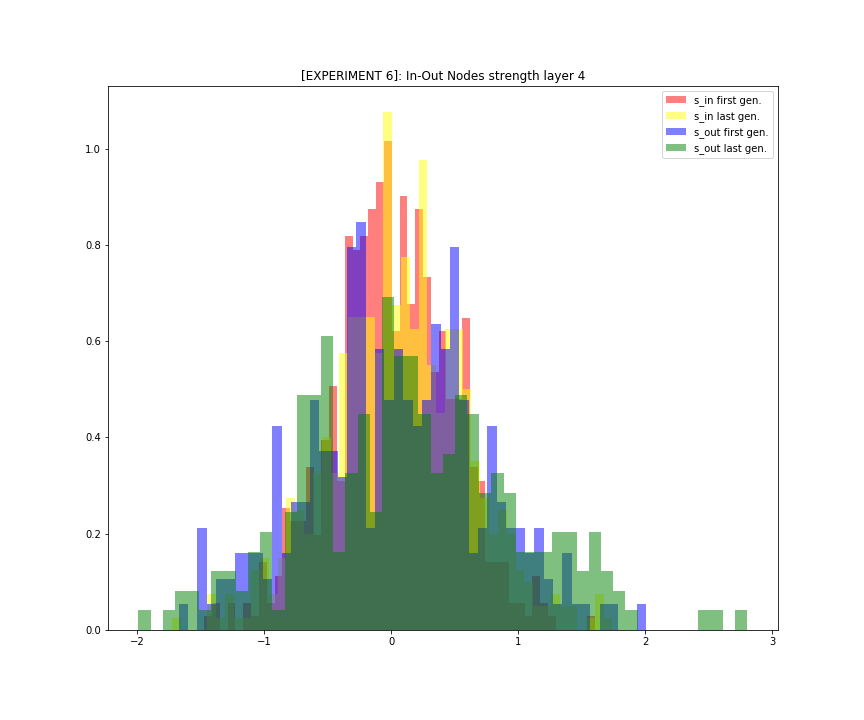 [EXPERIMENT 6]: In-Out Nodes strength layer 4
s_in first gen.
s_in last gen.
s_out first gen.
s_out last gen.
1.0
0.8
0.6
0.4
0.2
0.0
−2 −1 0 1 2 3